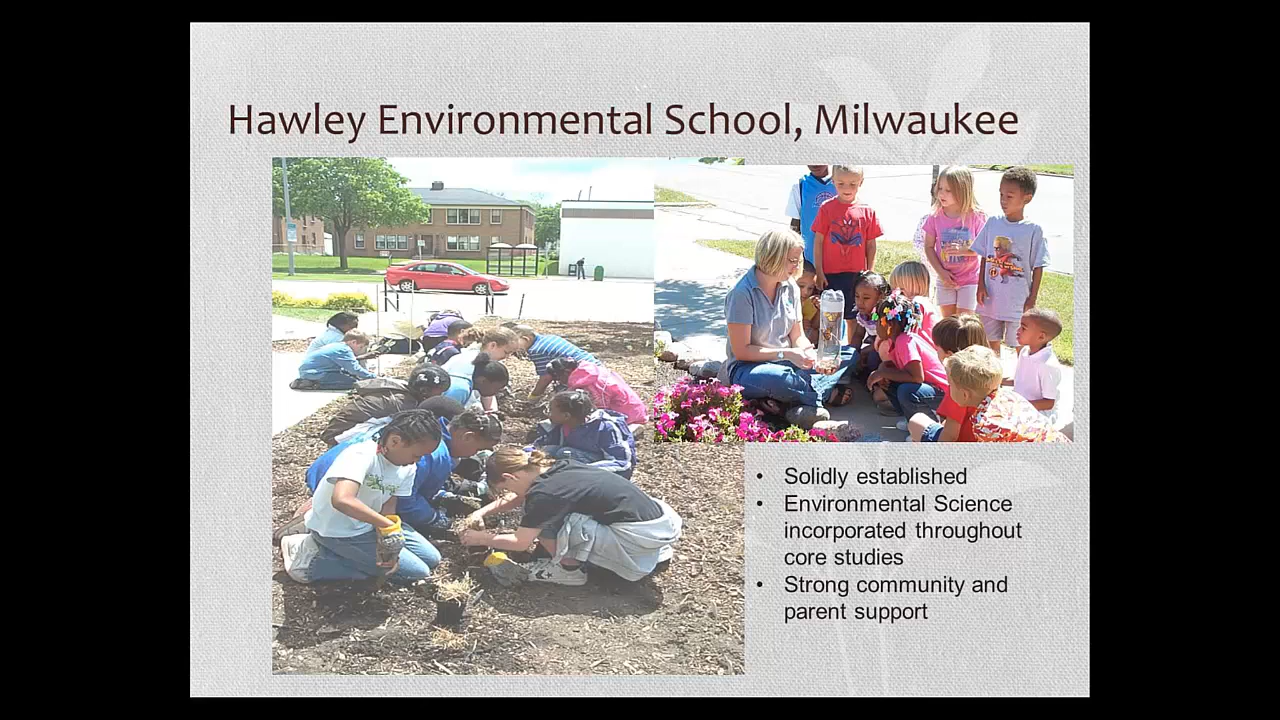 Hawley Environmental School, Milwaukee
• Solidly established
• Environmental Science
incorporated throughout
core studies
• Strong community and
parent support